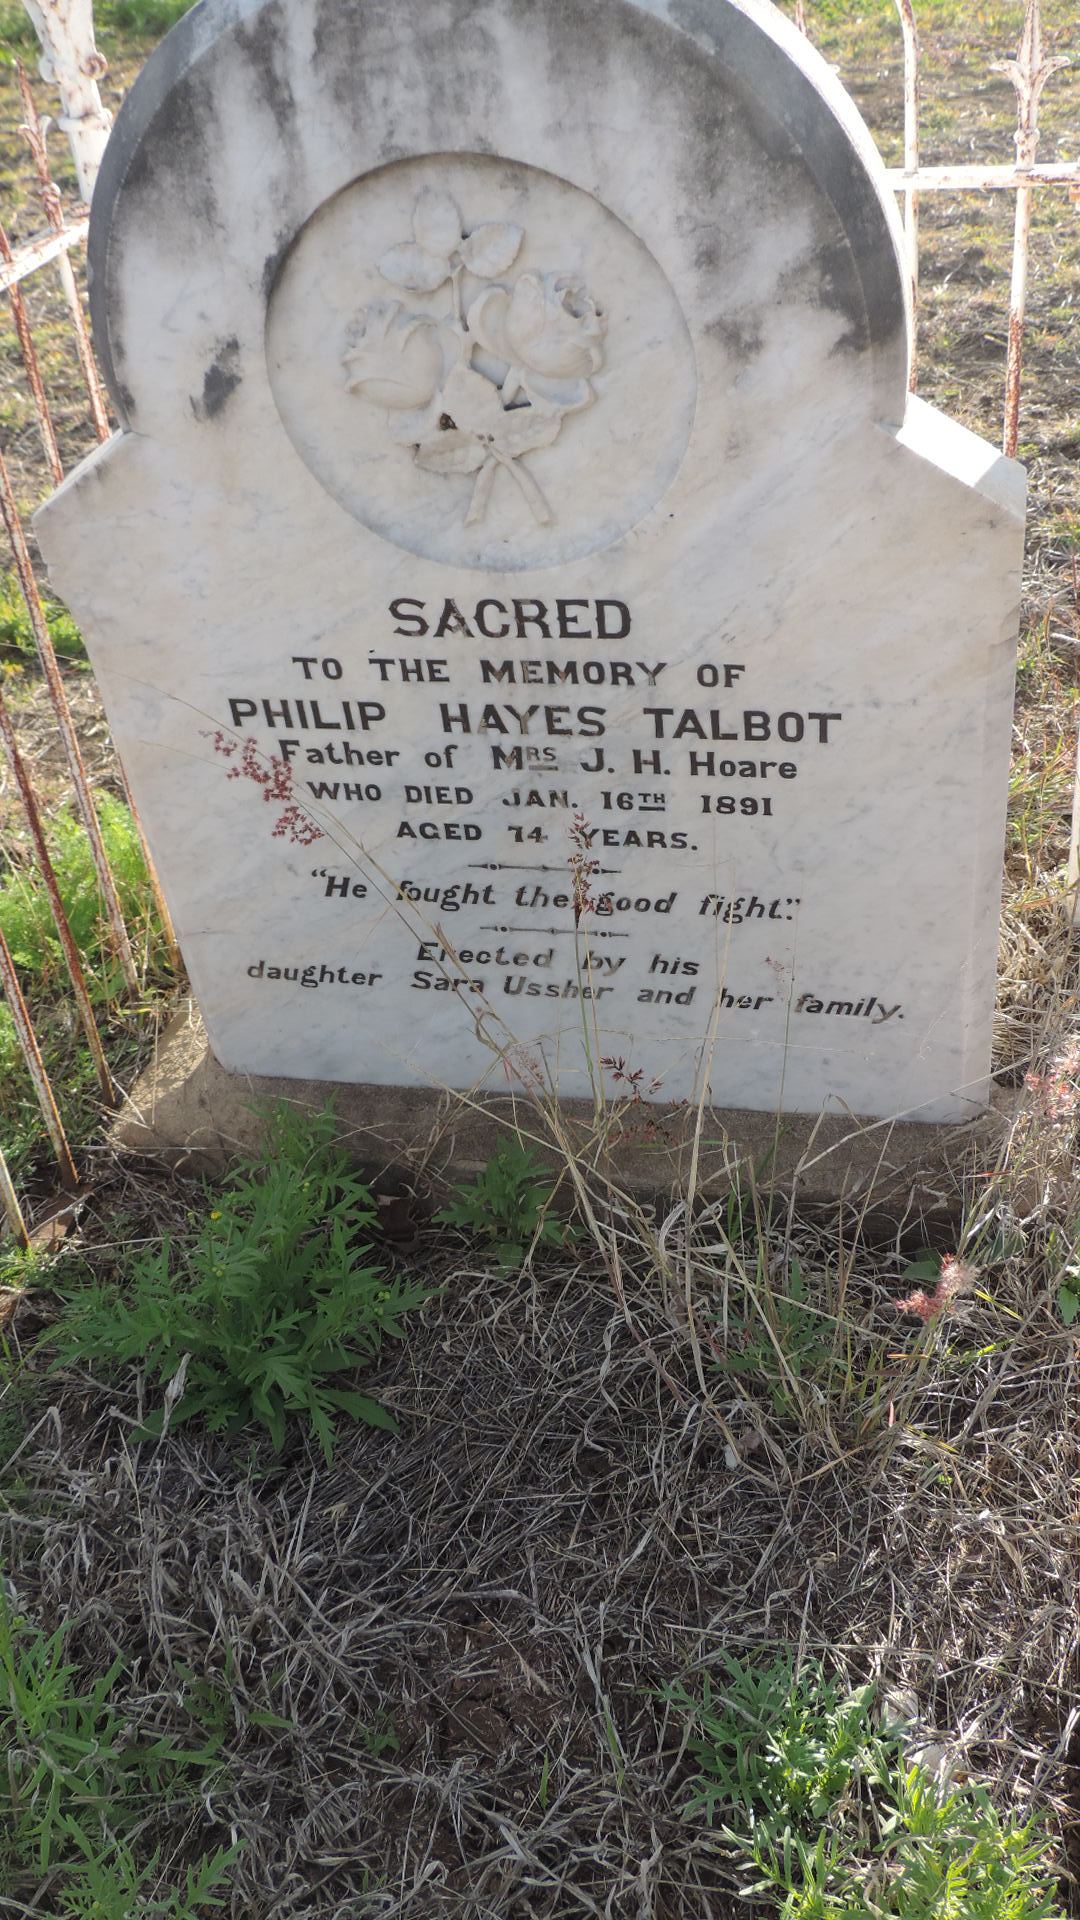 SACRED
TO THE MEMORY OF
PHILIP HAYES TALBOT
Father of MRS J. H. Hoare
WHO DIED JAN. 16TH 1891
AGED 74 YEARS.
"He fought the good fight".
Erected by his
daughter Sara Ussher and her family.